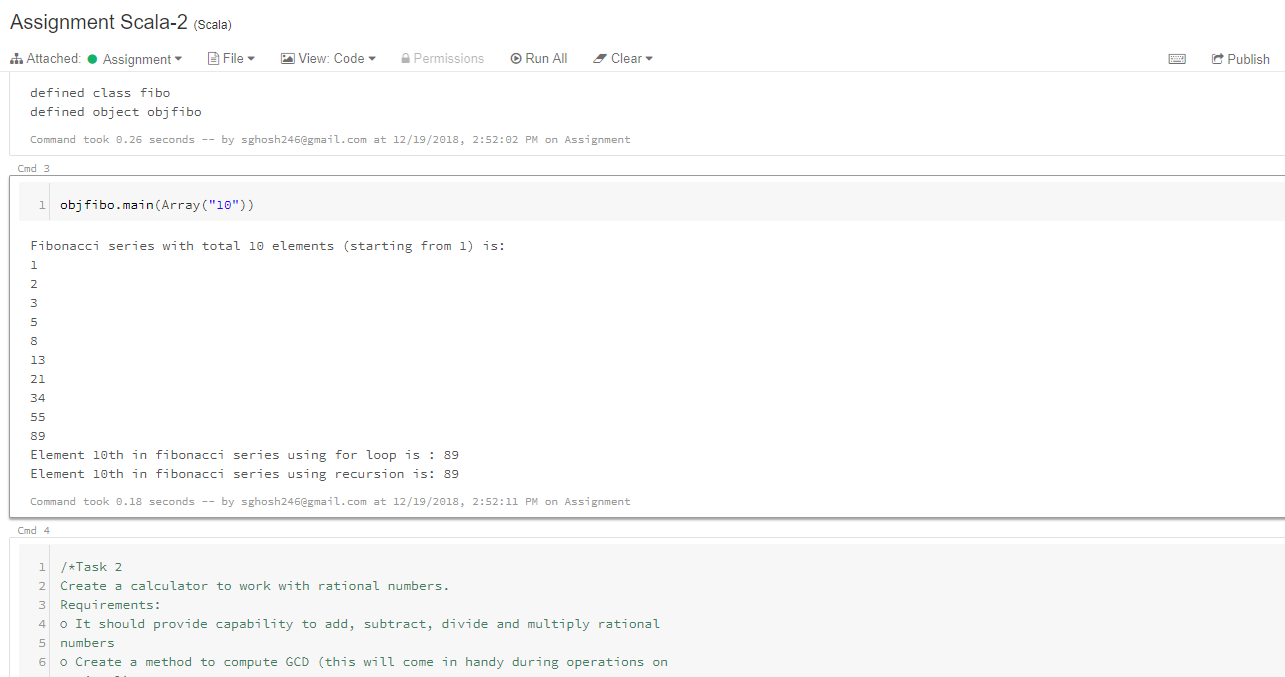 Assignment Scala-2 (Scala)
Attached: Assignment File View: Code Permissions Run All Clear Publish
defined class fibo
defined object objfibo
Command took 0.26 seconds -- by sghosh246@gmail.com at 12/19/2018, 2:52:02 PM on Assignment
Cmd 3
1 objfibo.main(Array("10"))
Fibonacci series with total 10 elements (starting from 1) is:
1
2
3
5
8
13
21
34
55
89
Element 10th in fibonacci series using for loop is : 89
Element 10th in fibonacci series using recursion is: 89
Command took 0.18 seconds -- by sghosh246@gmail.com at 12/19/2018, 2:52:11 PM on Assignment
Cmd 4
1 /*Task 2
2 Create a calculator to work with rational numbers.
3 Requirements:
4 o It should provide capability to add, subtract, divide and multiply rational
5 numbers
6 o Create a method to compute GCD (this will come in handy during operations on